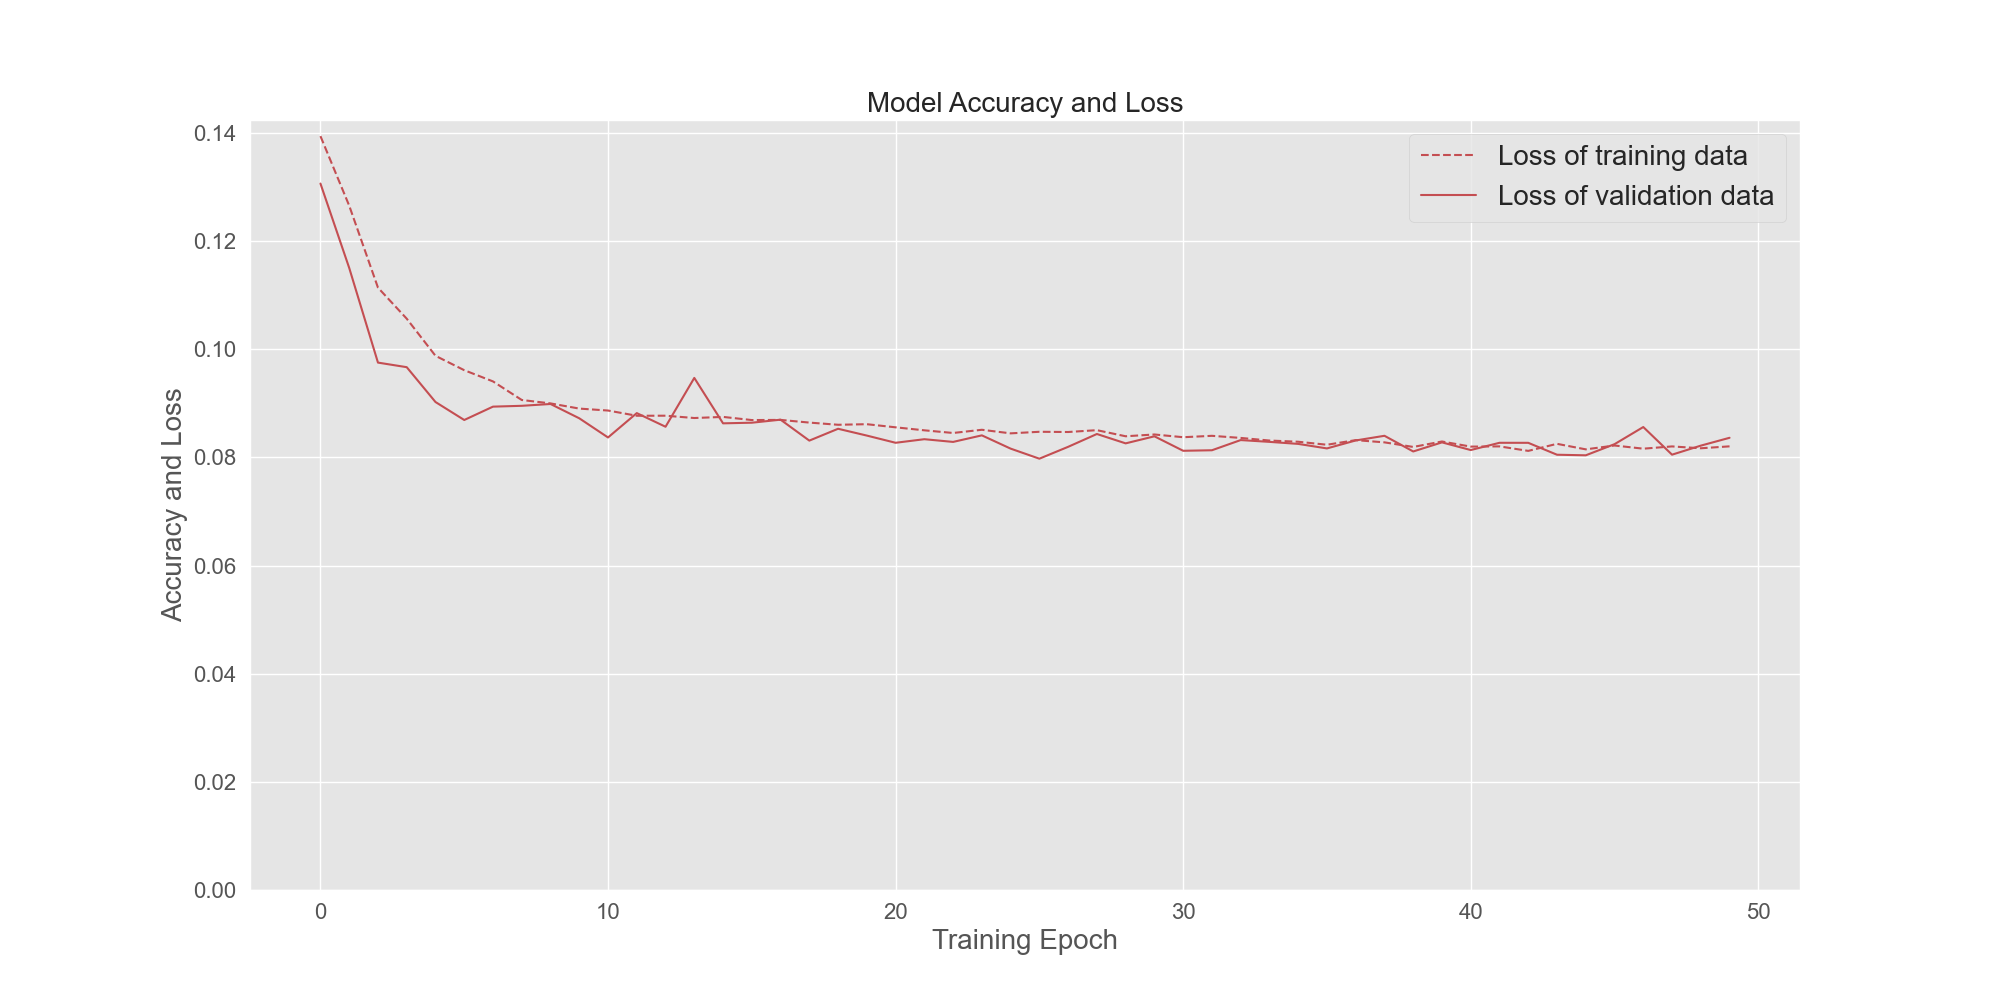 Model Accuracy and Loss
Loss of training data
Loss of validation data
Accuracy and Loss
0.14
0.12
0.10
0.08
0.06
0.04
0.02
0.00
0 10 20 30 40 50
Training Epoch